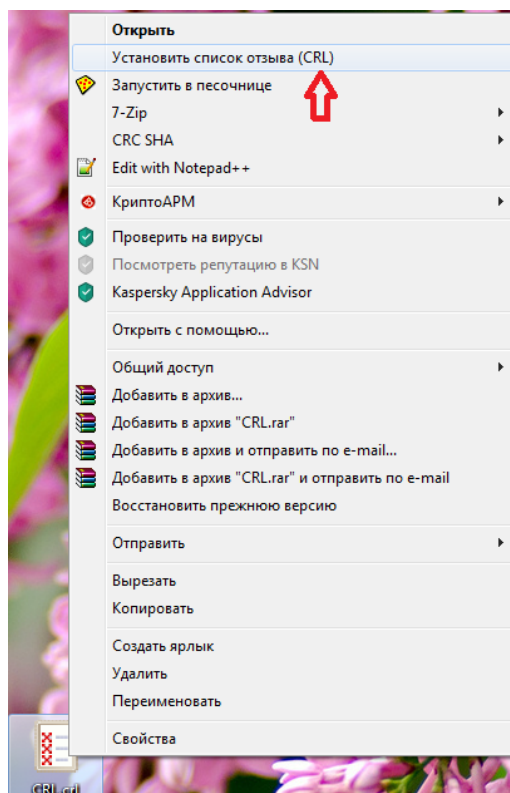 Открыть
Установить список отзыва (CRL)
Запустить в песочнице
7-Zip
CRC SHA
Edit with Notepad++
КриптоАРМ
Проверить на вирусы
Посмотреть репутацию в KSN
Kaspersky Application Advisor
Открыть с помощью...
Общий доступ
Добавить в архив...
Добавить в архив "CRL.rar"
Добавить в архив и отправить по e-mail...
Добавить в архив "CRL.rar" и отправить по e-mail
Восстановить прежнюю версию
Отправить
Вырезать
Копировать
Создать ярлык
Удалить
Переименовать
Свойства
CRL.crl